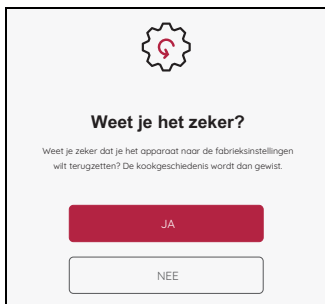 Weet je het zeker?
Weet je zeker dat je het apparaat naar de fabrieksinstellingen
wilt terugzetten? De kookgeschiedenis wordt dan gewist.
JA
NEE